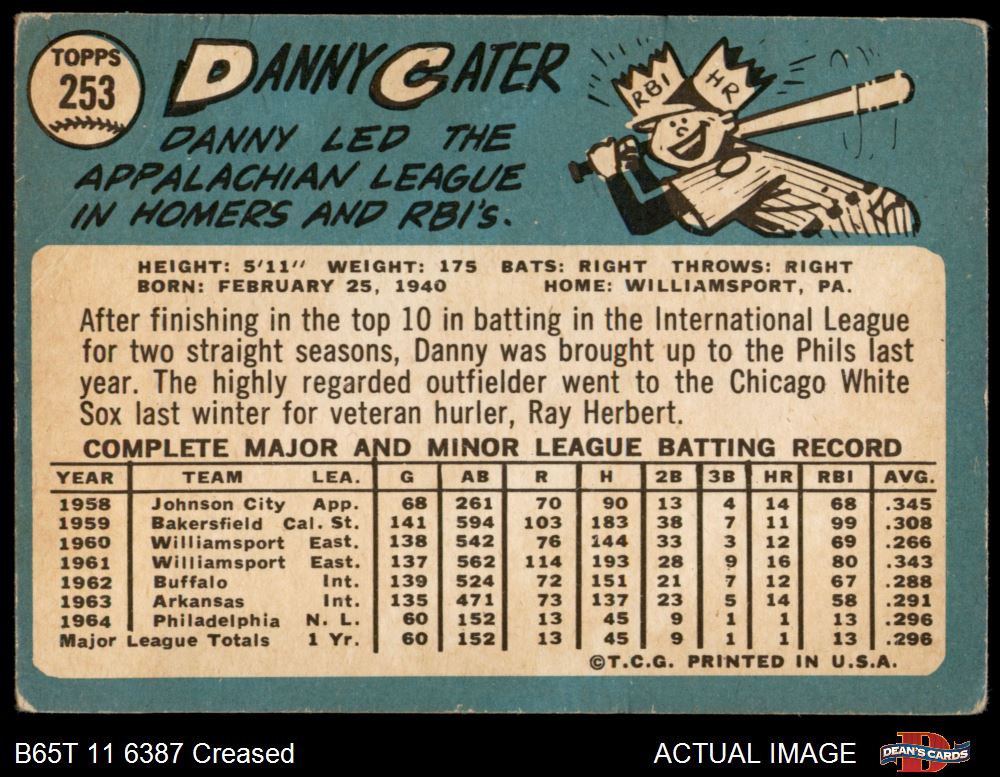 TOPPS
253
DANNY CATER
DANNY LED THE
APPALACHIAN LEAGUE
IN HOMERS AND RBI's.
RBI
HR
HEIGHT: 5'11" WEIGHT: 175 BATS: RIGHT THROWS: RIGHT
BORN: FEBRUARY 25, 1940 HOME: WILLIAMSPORT, PA.
After finishing in the top 10 in batting in the International League
for two straight seasons, Danny was brought up to the Phils last
year. The highly regarded outfielder went to the Chicago White
Sox last winter for veteran hurler, Ray Herbert.
COMPLETE MAJOR AND MINOR LEAGUE BATTING RECORD
YEAR TEAM LEA. G AB R H 2B 3B HR RBI AVG.
1958 Johnson City App. 68 261 70 90 13 4 14 68 .345
1959 Bakersfield Cal. St. 141 594 103 183 38 7 11 99 .308
1960 Williamsport East. 138 542 76 144 33 3 12 69 .266
1961 Williamsport East. 137 562 114 193 28 9 16 80 .343
1962 Buffalo Int. 139 524 72 151 21 7 12 67 .288
1963 Arkansas Int. 135 471 73 137 23 5 14 58 .291
1964 Philadelphia N. L. 60 152 13 45 9 1 1 13 .296
Major League Totals 1 Yr. 60 152 13 45 9 1 1 13 .296
©T.C.G. PRINTED IN U.S.A.
B65T 11 6387 Creased
ACTUAL IMAGE
DEAN'S CARDS